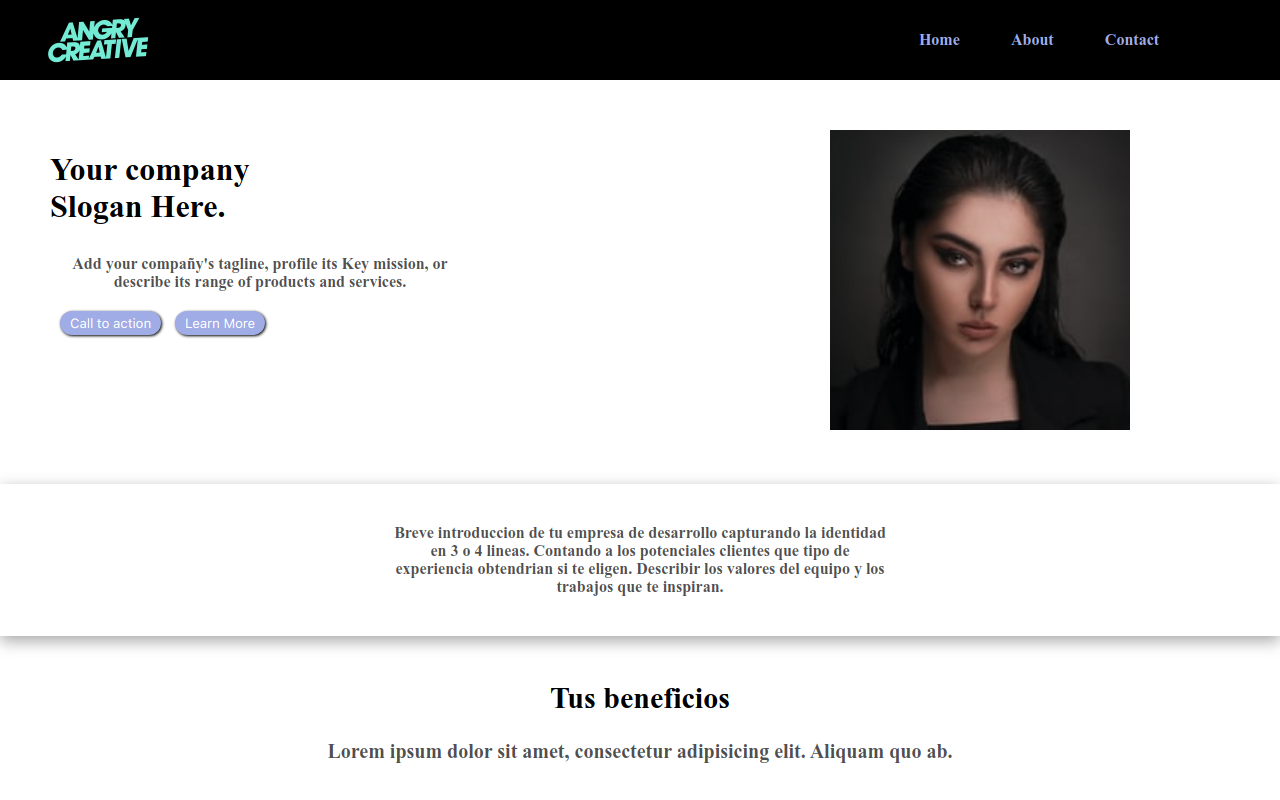 ANGRY
CREATIVE
Home About Contact
Your company
Slogan Here.
Add your compañy's tagline, profile its Key mission, or
describe its range of products and services.
Call to action Learn More
Breve introduccion de tu empresa de desarrollo capturando la identidad
en 3 o 4 lineas. Contando a los potenciales clientes que tipo de
experiencia obtendrian si te eligen. Describir los valores del equipo y los
trabajos que te inspiran.
Tus beneficios
Lorem ipsum dolor sit amet, consectetur adipisicing elit. Aliquam quo ab.